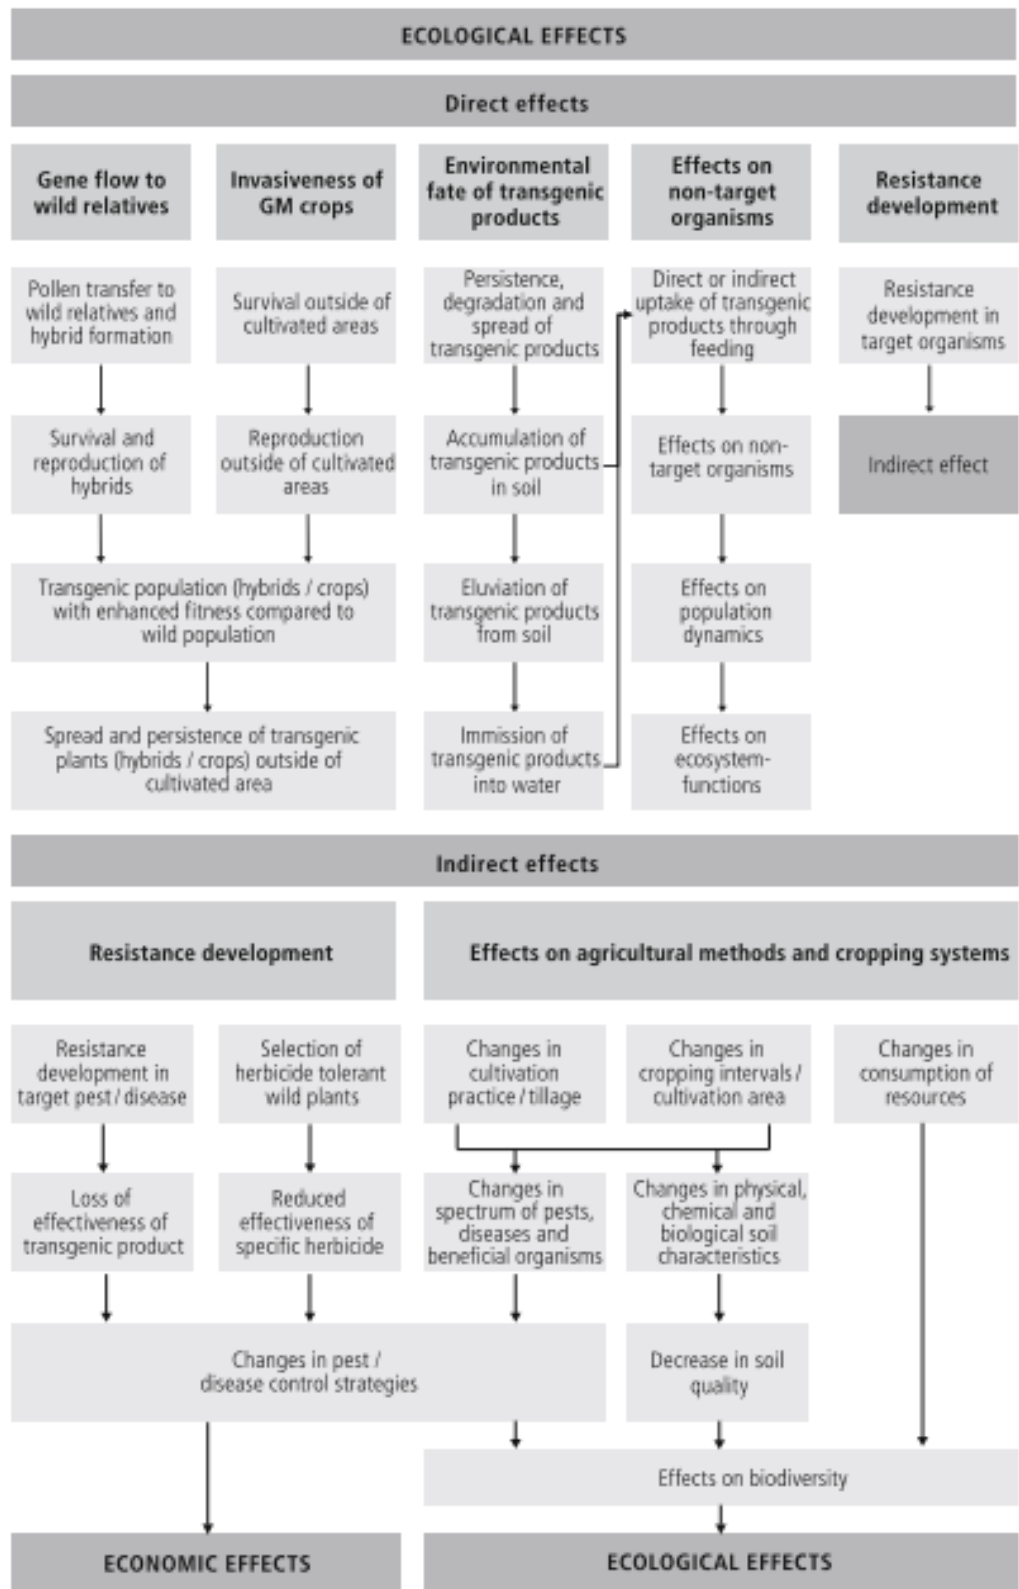 ECOLOGICAL EFFECTS
Direct effects
Gene flow to
wild relatives
Invasiveness of
GM crops
Environmental
fate of transgenic
products
Effects on
non-target
organisms
Resistance
development
Pollen transfer to
wild relatives and
hybrid formation
Survival outside of
cultivated areas
Persistence,
degradation and
spread of
transgenic products
Direct or indirect
uptake of transgenic
products through
feeding
Resistance
development in
target organisms
Survival and
reproduction of
hybrids
Reproduction
outside of cultivated
areas
Accumulation of
transgenic products
in soil
Effects on non-
target organisms
Indirect effect
Transgenic population (hybrids / crops)
with enhanced fitness compared to
wild population
Eluviation of
transgenic products
from soil
Effects on
population
dynamics
Spread and persistence of transgenic
plants (hybrids / crops) outside of
cultivated area
Immission of
transgenic products
into water
Effects on
ecosystem-
functions
Indirect effects
Resistance development
Effects on agricultural methods and cropping systems
Resistance
development in
target pest / disease
Selection of
herbicide tolerant
wild plants
Changes in
cultivation
practice / tillage
Changes in
cropping intervals /
cultivation area
Changes in
consumption of
resources
Loss of
effectiveness of
transgenic product
Reduced
effectiveness of
specific herbicide
Changes in
spectrum of pests,
diseases and
beneficial organisms
Changes in physical,
chemical and
biological soil
characteristics
Changes in pest /
disease control strategies
Decrease in soil
quality
Effects on biodiversity
ECONOMIC EFFECTS
ECOLOGICAL EFFECTS